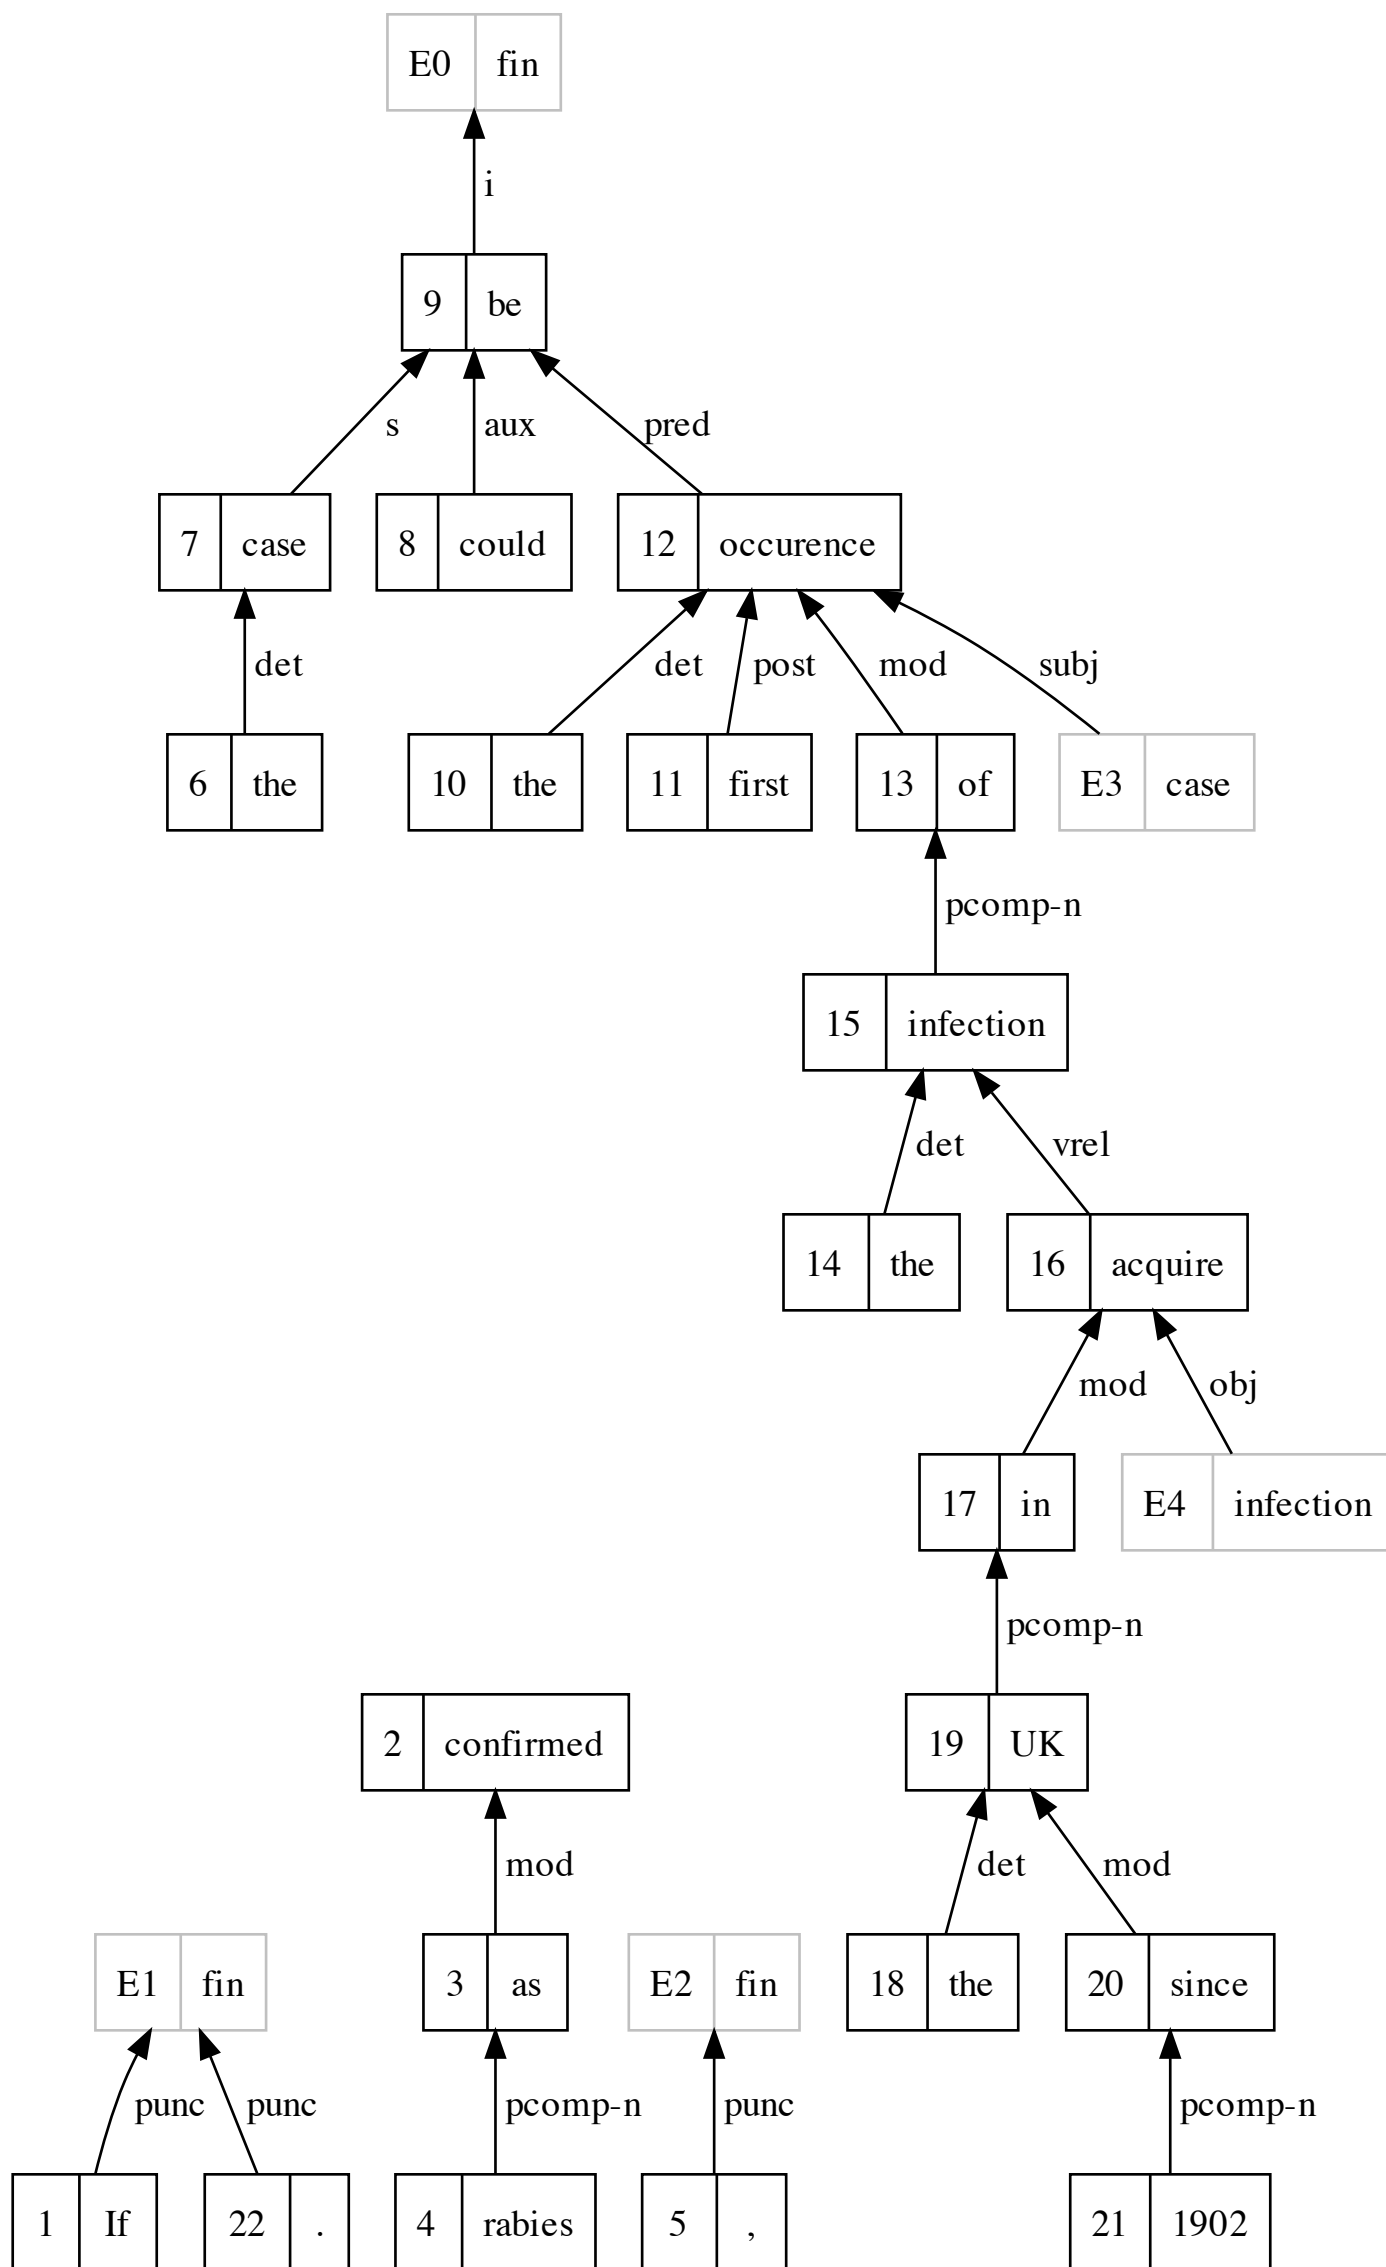 E0 fin
i
9 be
s aux pred
7 case 8 could 12 occurence
det det post mod subj
6 the 10 the 11 first 13 of E3 case
pcomp-n
15 infection
det vrel
14 the 16 acquire
mod obj
17 in E4 infection
pcomp-n
2 confirmed 19 UK
mod det mod
E1 fin 3 as E2 fin 18 the 20 since
punc punc pcomp-n punc pcomp-n
1 If 22 . 4 rabies 5 , 21 1902